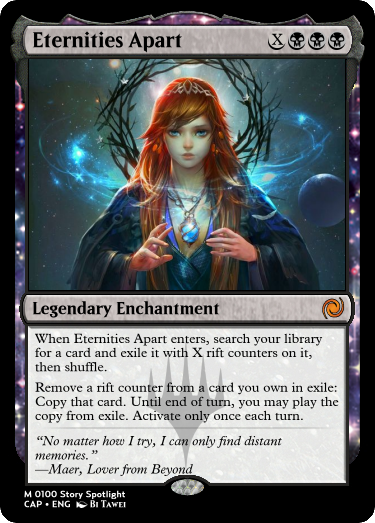 Eternities Apart X
Legendary Enchantment
When Eternities Apart enters, search your library
for a card and exile it with X rift counters on it,
then shuffle.
Remove a rift counter from a card you own in exile:
Copy that card. Until end of turn, you may play the
copy from exile. Activate only once each turn.
“No matter how I try, I can only find distant
memories.”
—Maer, Lover from Beyond
M 0100 Story Spotlight
CAP • ENG Bi Tawei